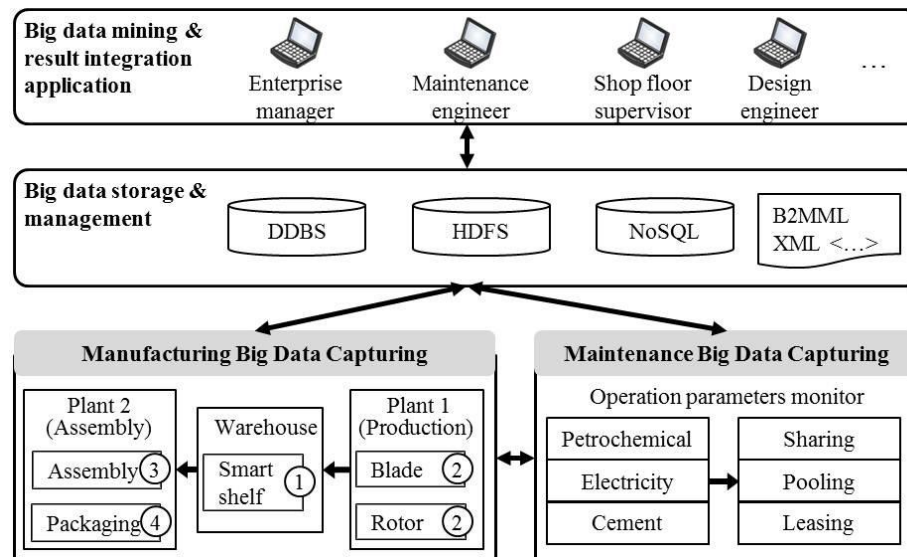 Big data mining &
result integration
application
Enterprise
manager
Maintenance
engineer
Shop floor
supervisor
Design
engineer
...
Big data storage &
management
DDBS
HDFS
NoSQL
B2MML
XML <...>
Manufacturing Big Data Capturing
Plant 2
(Assembly)
Assembly 3
Packaging 4
Warehouse
Smart
shelf
1
Plant 1
(Production)
Blade 2
Rotor 2
Maintenance Big Data Capturing
Operation parameters monitor
Petrochemical
Electricity
Cement
Sharing
Pooling
Leasing